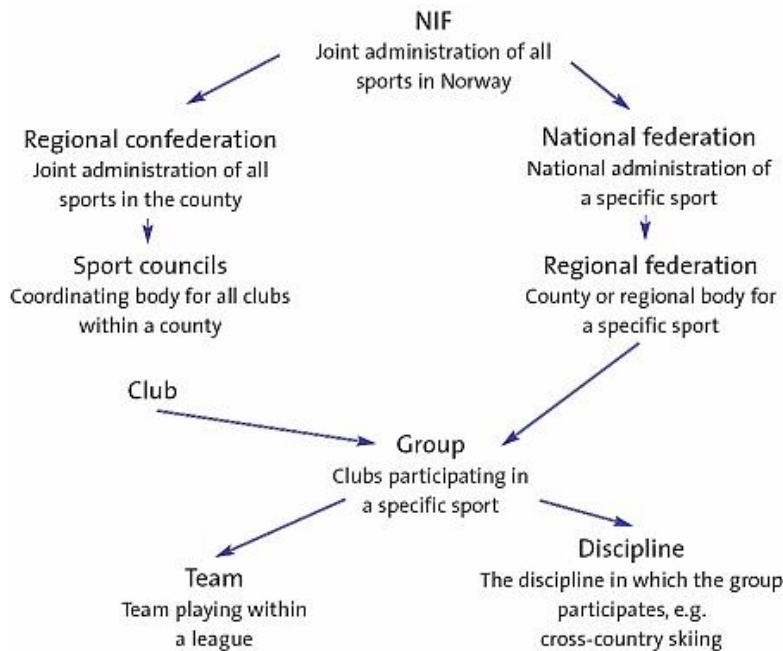 NIF
Joint administration of all
sports in Norway
Regional confederation
Joint administration of all
sports in the county
National federation
National administration of
a specific sport
Sport councils
Coordinating body for all clubs
within a county
Regional federation
County or regional body for
a specific sport
Club
Group
Clubs participating in
a specific sport
Team
Team playing within
a league
Discipline
The discipline in which the group
participates, e.g.
cross-country skiing